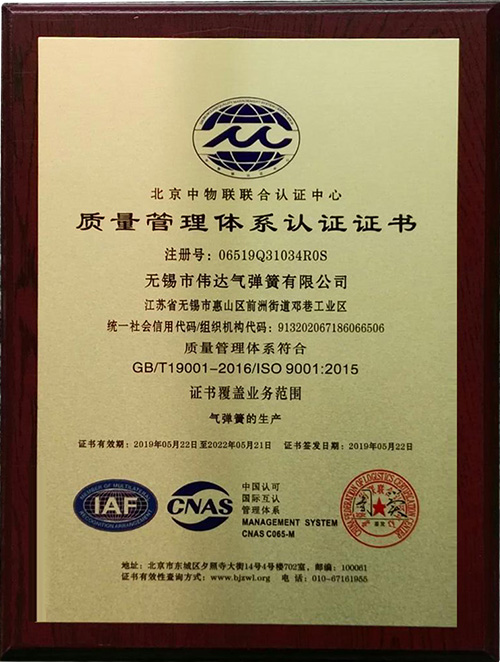 北京中物联联合认证中心
质量管理体系认证证书
注册号：06519Q31034R0S
无锡市伟达气弹簧有限公司
江苏省无锡市惠山区前洲街道邓巷工业区
统一社会信用代码/组织机构代码：913202067186066506
质量管理体系符合
GB/T19001-2016/ISO 9001:2015
证书覆盖业务范围
气弹簧的生产
证书有效期：2019年05月22日至2022年05月21日 证书签发日期：2019年05月22日
MEMBER OF MULTILATERAL
IAF
RECOGNITION ARRANGEMENT
CNAS
中国认可
国际互认
管理体系
MANAGEMENT SYSTEM
CNAS C065-M
地址：北京市东城区夕照寺大街14号4号楼702室，邮编：100061
证书有效性查询方式：www.bjzwl.org 电话：010-67161955